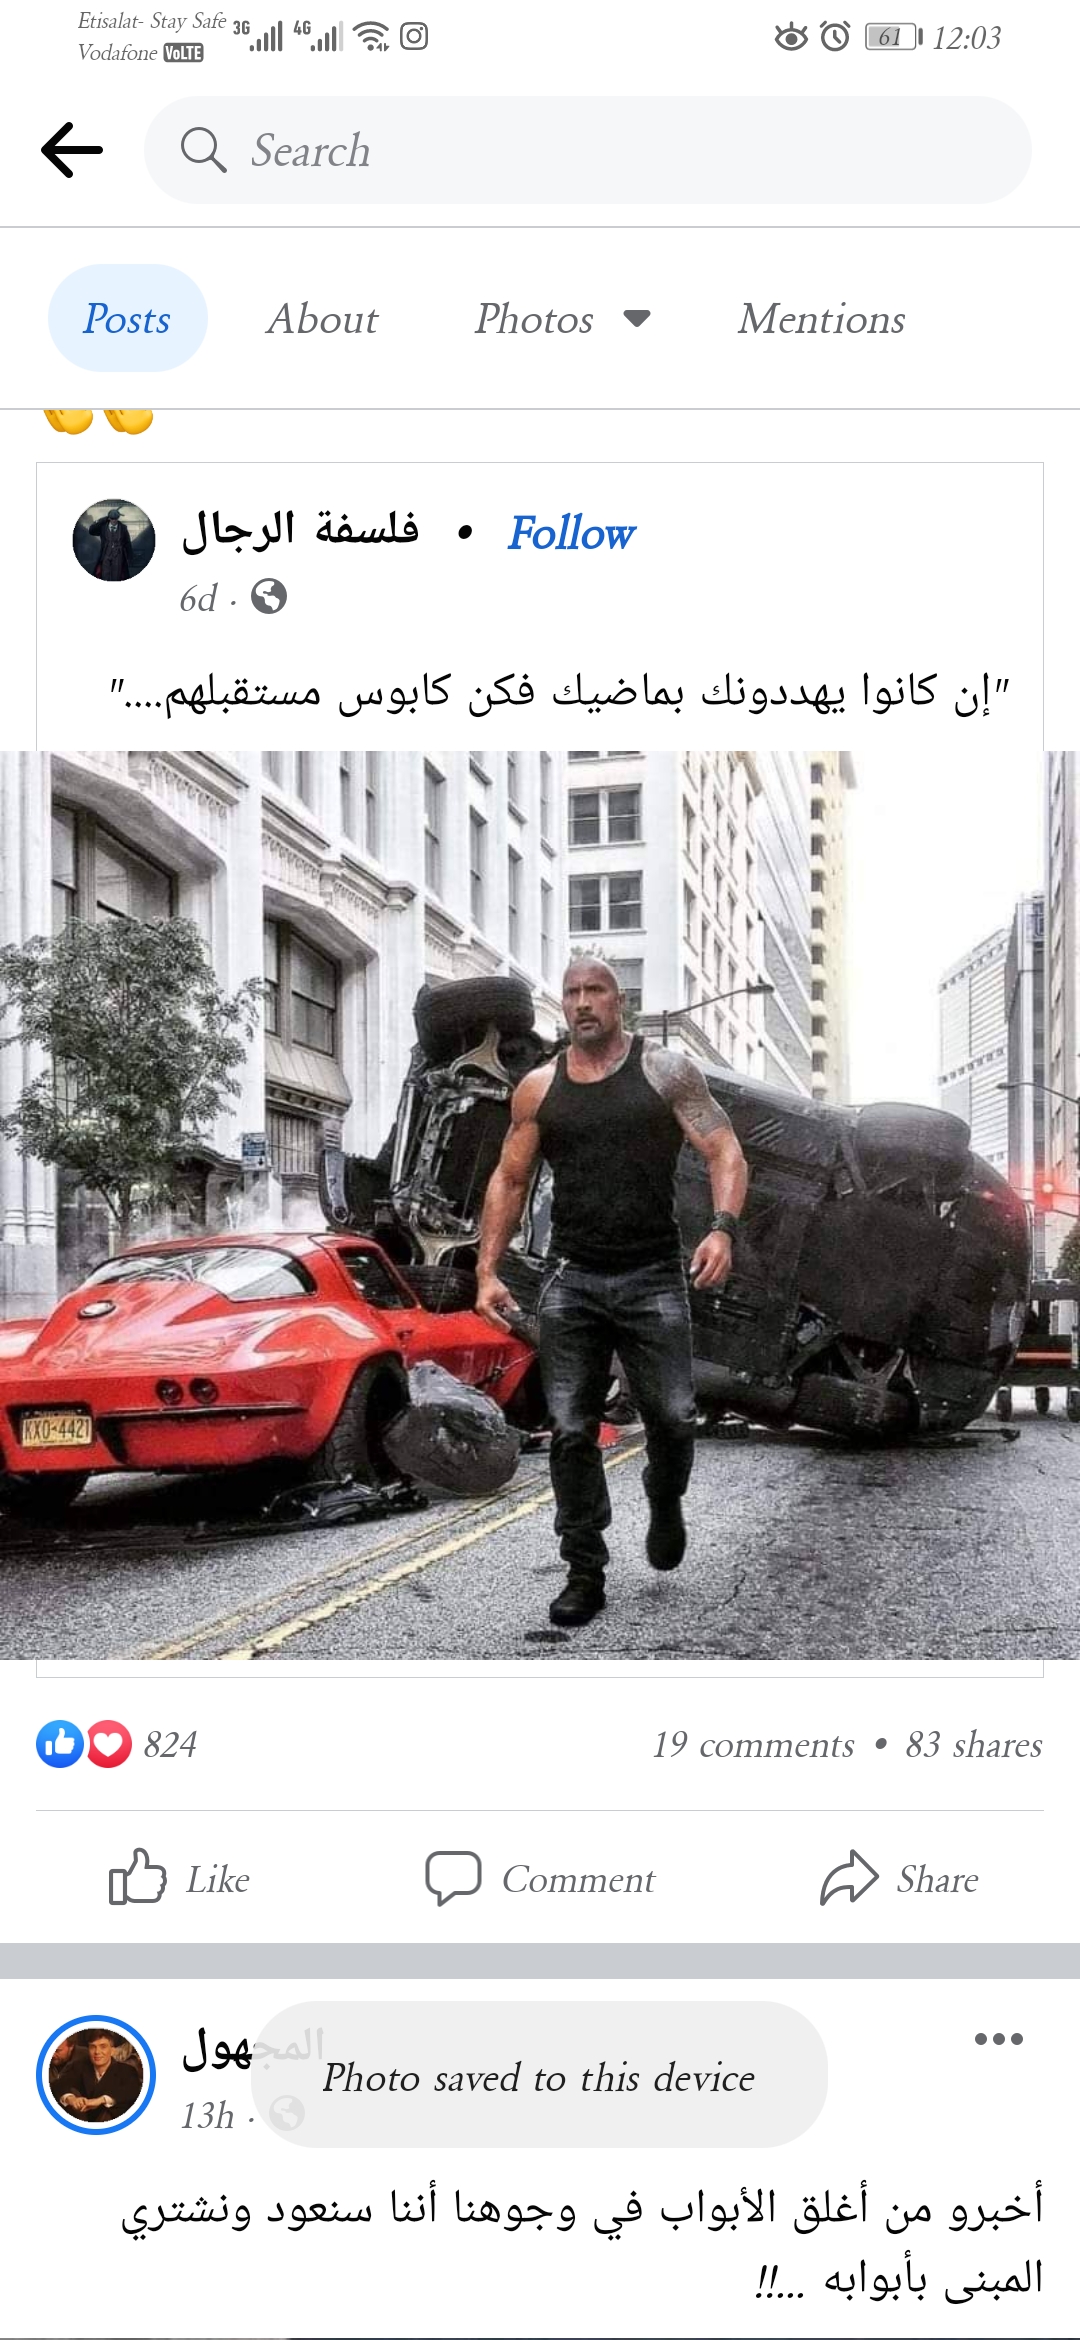 Etisalat- Stay Safe 3G 4G 61 12:03
Vodafone VoLTE
Search
Posts About Photos Mentions
فلسفة الرجال • Follow
6d ·
"إن كانوا يهددونك بماضيك فكن كابوس مستقبلهم...."
KXO-4421
824 19 comments • 83 shares
Like Comment Share
المجهول
Photo saved to this device
13h ·
أخبرو من أغلق الأبواب في وجوهنا أننا سنعود ونشتري
المبنى بأبوابه ...!!